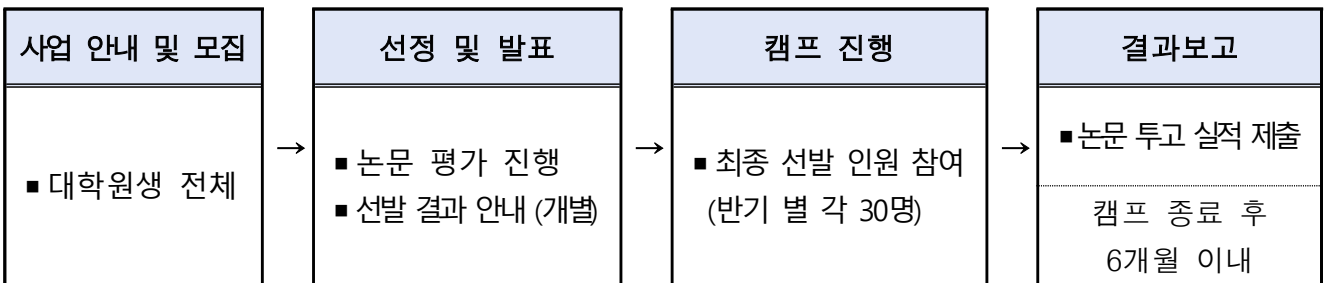 사업 안내 및 모집
■ 대학원생 전체
→
선정 및 발표
■ 논문 평가 진행
■ 선발 결과 안내 (개별)
→
캠프 진행
■ 최종 선발 인원 참여
(반기 별 각 30명)
→
결과보고
■ 논문 투고 실적 제출
캠프 종료 후
6개월 이내